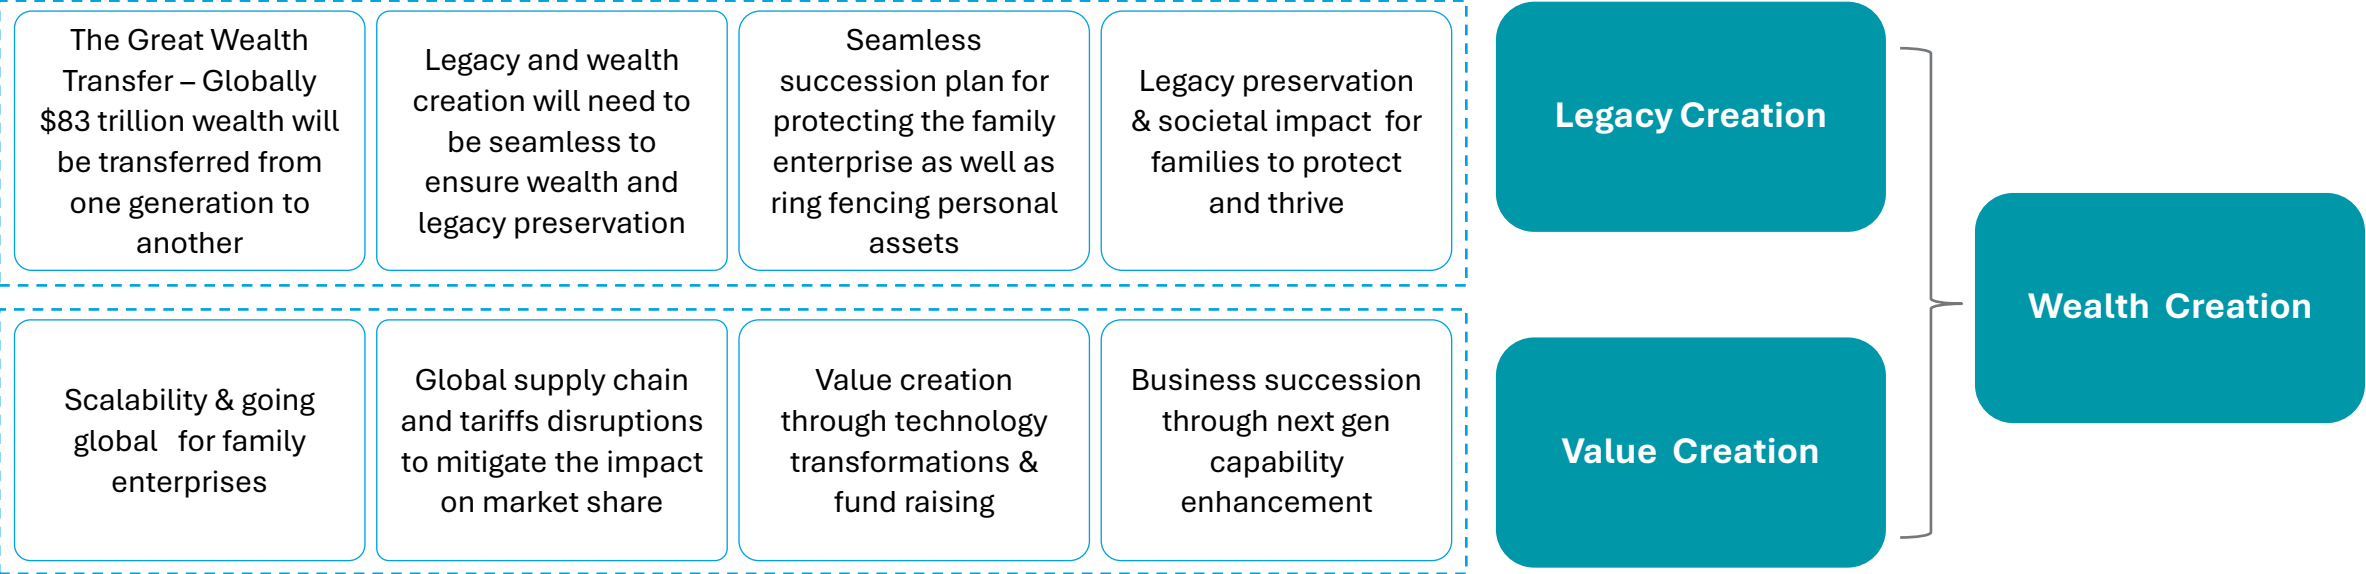 The Great Wealth
Transfer – Globally
$83 trillion wealth will
be transferred from
one generation to
another
Legacy and wealth
creation will need to
be seamless to
ensure wealth and
legacy preservation
Seamless
succession plan for
protecting the family
enterprise as well as
ring fencing personal
assets
Legacy preservation
& societal impact for
families to protect
and thrive
Legacy Creation
Scalability & going
global for family
enterprises
Global supply chain
and tariffs disruptions
to mitigate the impact
on market share
Value creation
through technology
transformations &
fund raising
Business succession
through next gen
capability
enhancement
Value Creation
Wealth Creation